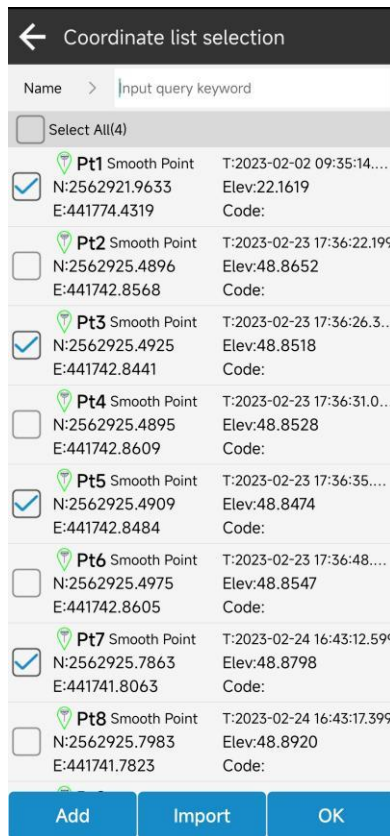 Coordinate list selection
Name > Input query keyword
Select All(4)
Pt1 Smooth Point T:2023-02-02 09:35:14....
N:2562921.9633 Elev:22.1619
E:441774.4319 Code:
Pt2 Smooth Point T:2023-02-23 17:36:22.199
N:2562925.4896 Elev:48.8652
E:441742.8568 Code:
Pt3 Smooth Point T:2023-02-23 17:36:26.3...
N:2562925.4925 Elev:48.8518
E:441742.8441 Code:
Pt4 Smooth Point T:2023-02-23 17:36:31.0...
N:2562925.4895 Elev:48.8528
E:441742.8609 Code:
Pt5 Smooth Point T:2023-02-23 17:36:35....
N:2562925.4909 Elev:48.8474
E:441742.8484 Code:
Pt6 Smooth Point T:2023-02-23 17:36:48....
N:2562925.4975 Elev:48.8547
E:441742.8605 Code:
Pt7 Smooth Point T:2023-02-24 16:43:12.599
N:2562925.7863 Elev:48.8798
E:441741.8063 Code:
Pt8 Smooth Point T:2023-02-24 16:43:17.399
N:2562925.7983 Elev:48.8920
E:441741.7823 Code:
Add Import OK